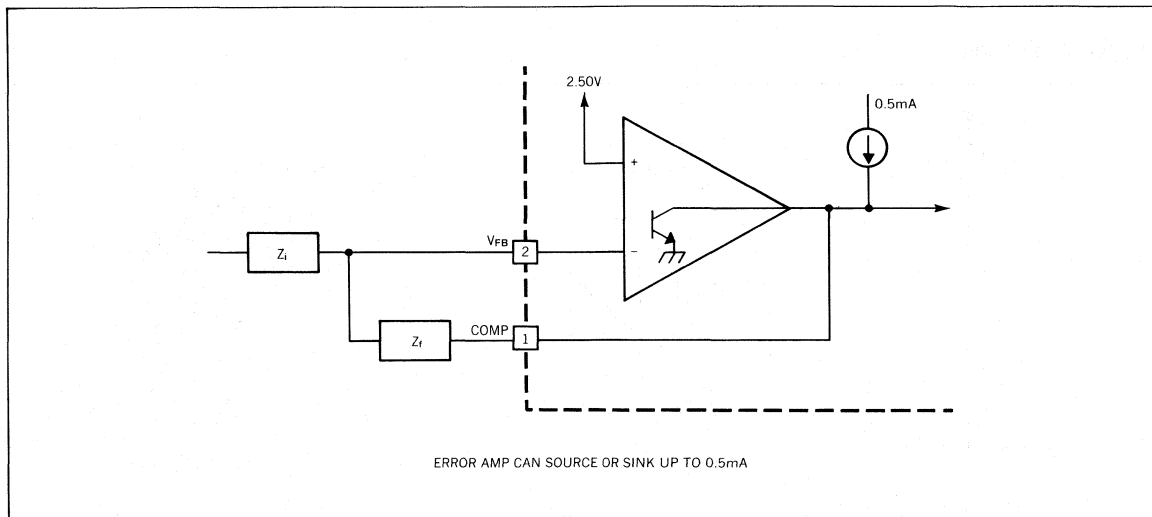 2.50V
0.5mA
+
Zi
VFB
2
−
Zf
COMP
1
ERROR AMP CAN SOURCE OR SINK UP TO 0.5mA